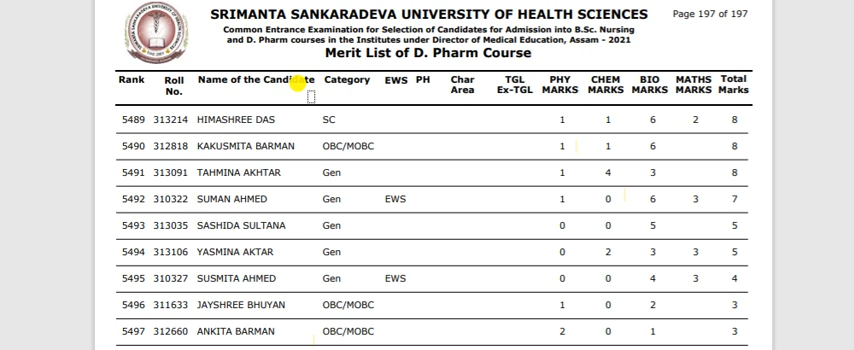 SRIMANTA SANKARADEVA UNIVERSITY OF HEALTH SCIENCES Page 197 of 197
Common Entrance Examination for Selection of Candidates for Admission into B.Sc. Nursing
and D. Pharm courses in the Institutes under Director of Medical Education, Assam - 2021
Merit List of D. Pharm Course
Rank Roll No. Name of the Candidate Category EWS PH Char Area TGL Ex-TGL PHY MARKS CHEM MARKS BIO MARKS MATHS MARKS Total Marks
5489 313214 HIMASHREE DAS SC 1 1 6 2 8
5490 312818 KAKUSMITA BARMAN OBC/MOBC 1 1 6 8
5491 313091 TAHMINA AKHTAR Gen 1 4 3 8
5492 310322 SUMAN AHMED Gen EWS 1 0 6 3 7
5493 313035 SASHIDA SULTANA Gen 0 0 5 5
5494 313106 YASMINA AKTAR Gen 0 2 3 3 5
5495 310327 SUSMITA AHMED Gen EWS 0 0 4 3 4
5496 311633 JAYSHREE BHUYAN OBC/MOBC 1 0 2 3
5497 312660 ANKITA BARMAN OBC/MOBC 2 0 1 3